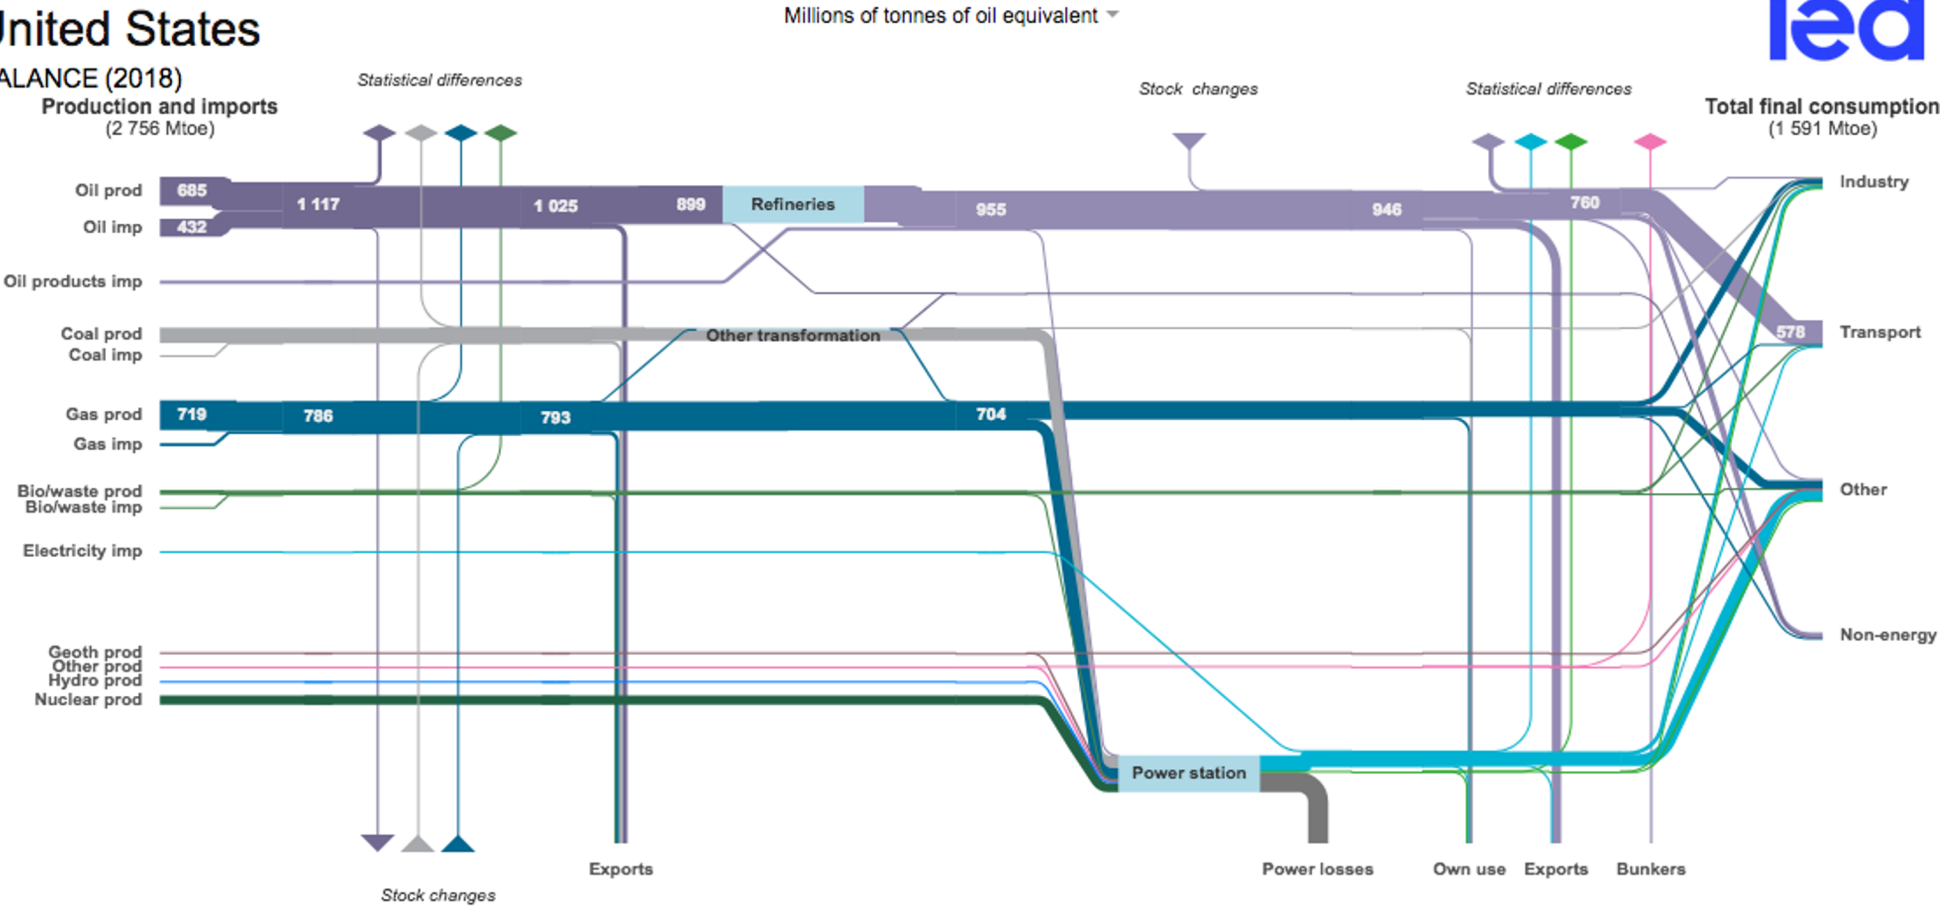 Millions of tonnes of oil equivalent
United States
BALANCE (2018)
Production and imports
(2 756 Mtoe)
Statistical differences
Stock changes
Statistical differences
Total final consumption
(1 591 Mtoe)
Oil prod
685
1 117
1 025
899
Refineries
955
946
760
Industry
Oil imp
432
Oil products imp
Coal prod
Other transformation
578
Transport
Coal imp
Gas prod
719
786
793
704
Gas imp
Bio/waste prod
Other
Bio/waste imp
Electricity imp
Non-energy
Geoth prod
Other prod
Hydro prod
Nuclear prod
Power station
Exports
Power losses
Own use
Exports
Bunkers
Stock changes